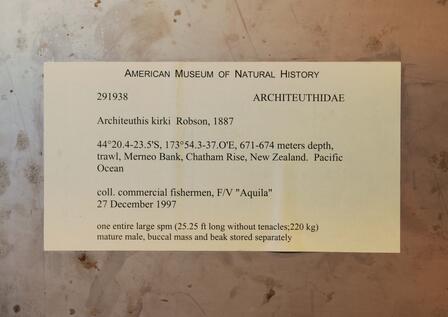 AMERICAN MUSEUM OF NATURAL HISTORY
291938 ARCHITEUTHIDAE
Architeuthis kirki Robson, 1887
44°20.4-23.5'S, 173°54.3-37.O'E, 671-674 meters depth,
trawl, Merneo Bank, Chatham Rise, New Zealand. Pacific
Ocean
coll. commercial fishermen, F/V "Aquila"
27 December 1997
one entire large spm (25.25 ft long without tenacles;220 kg)
mature male, buccal mass and beak stored separately